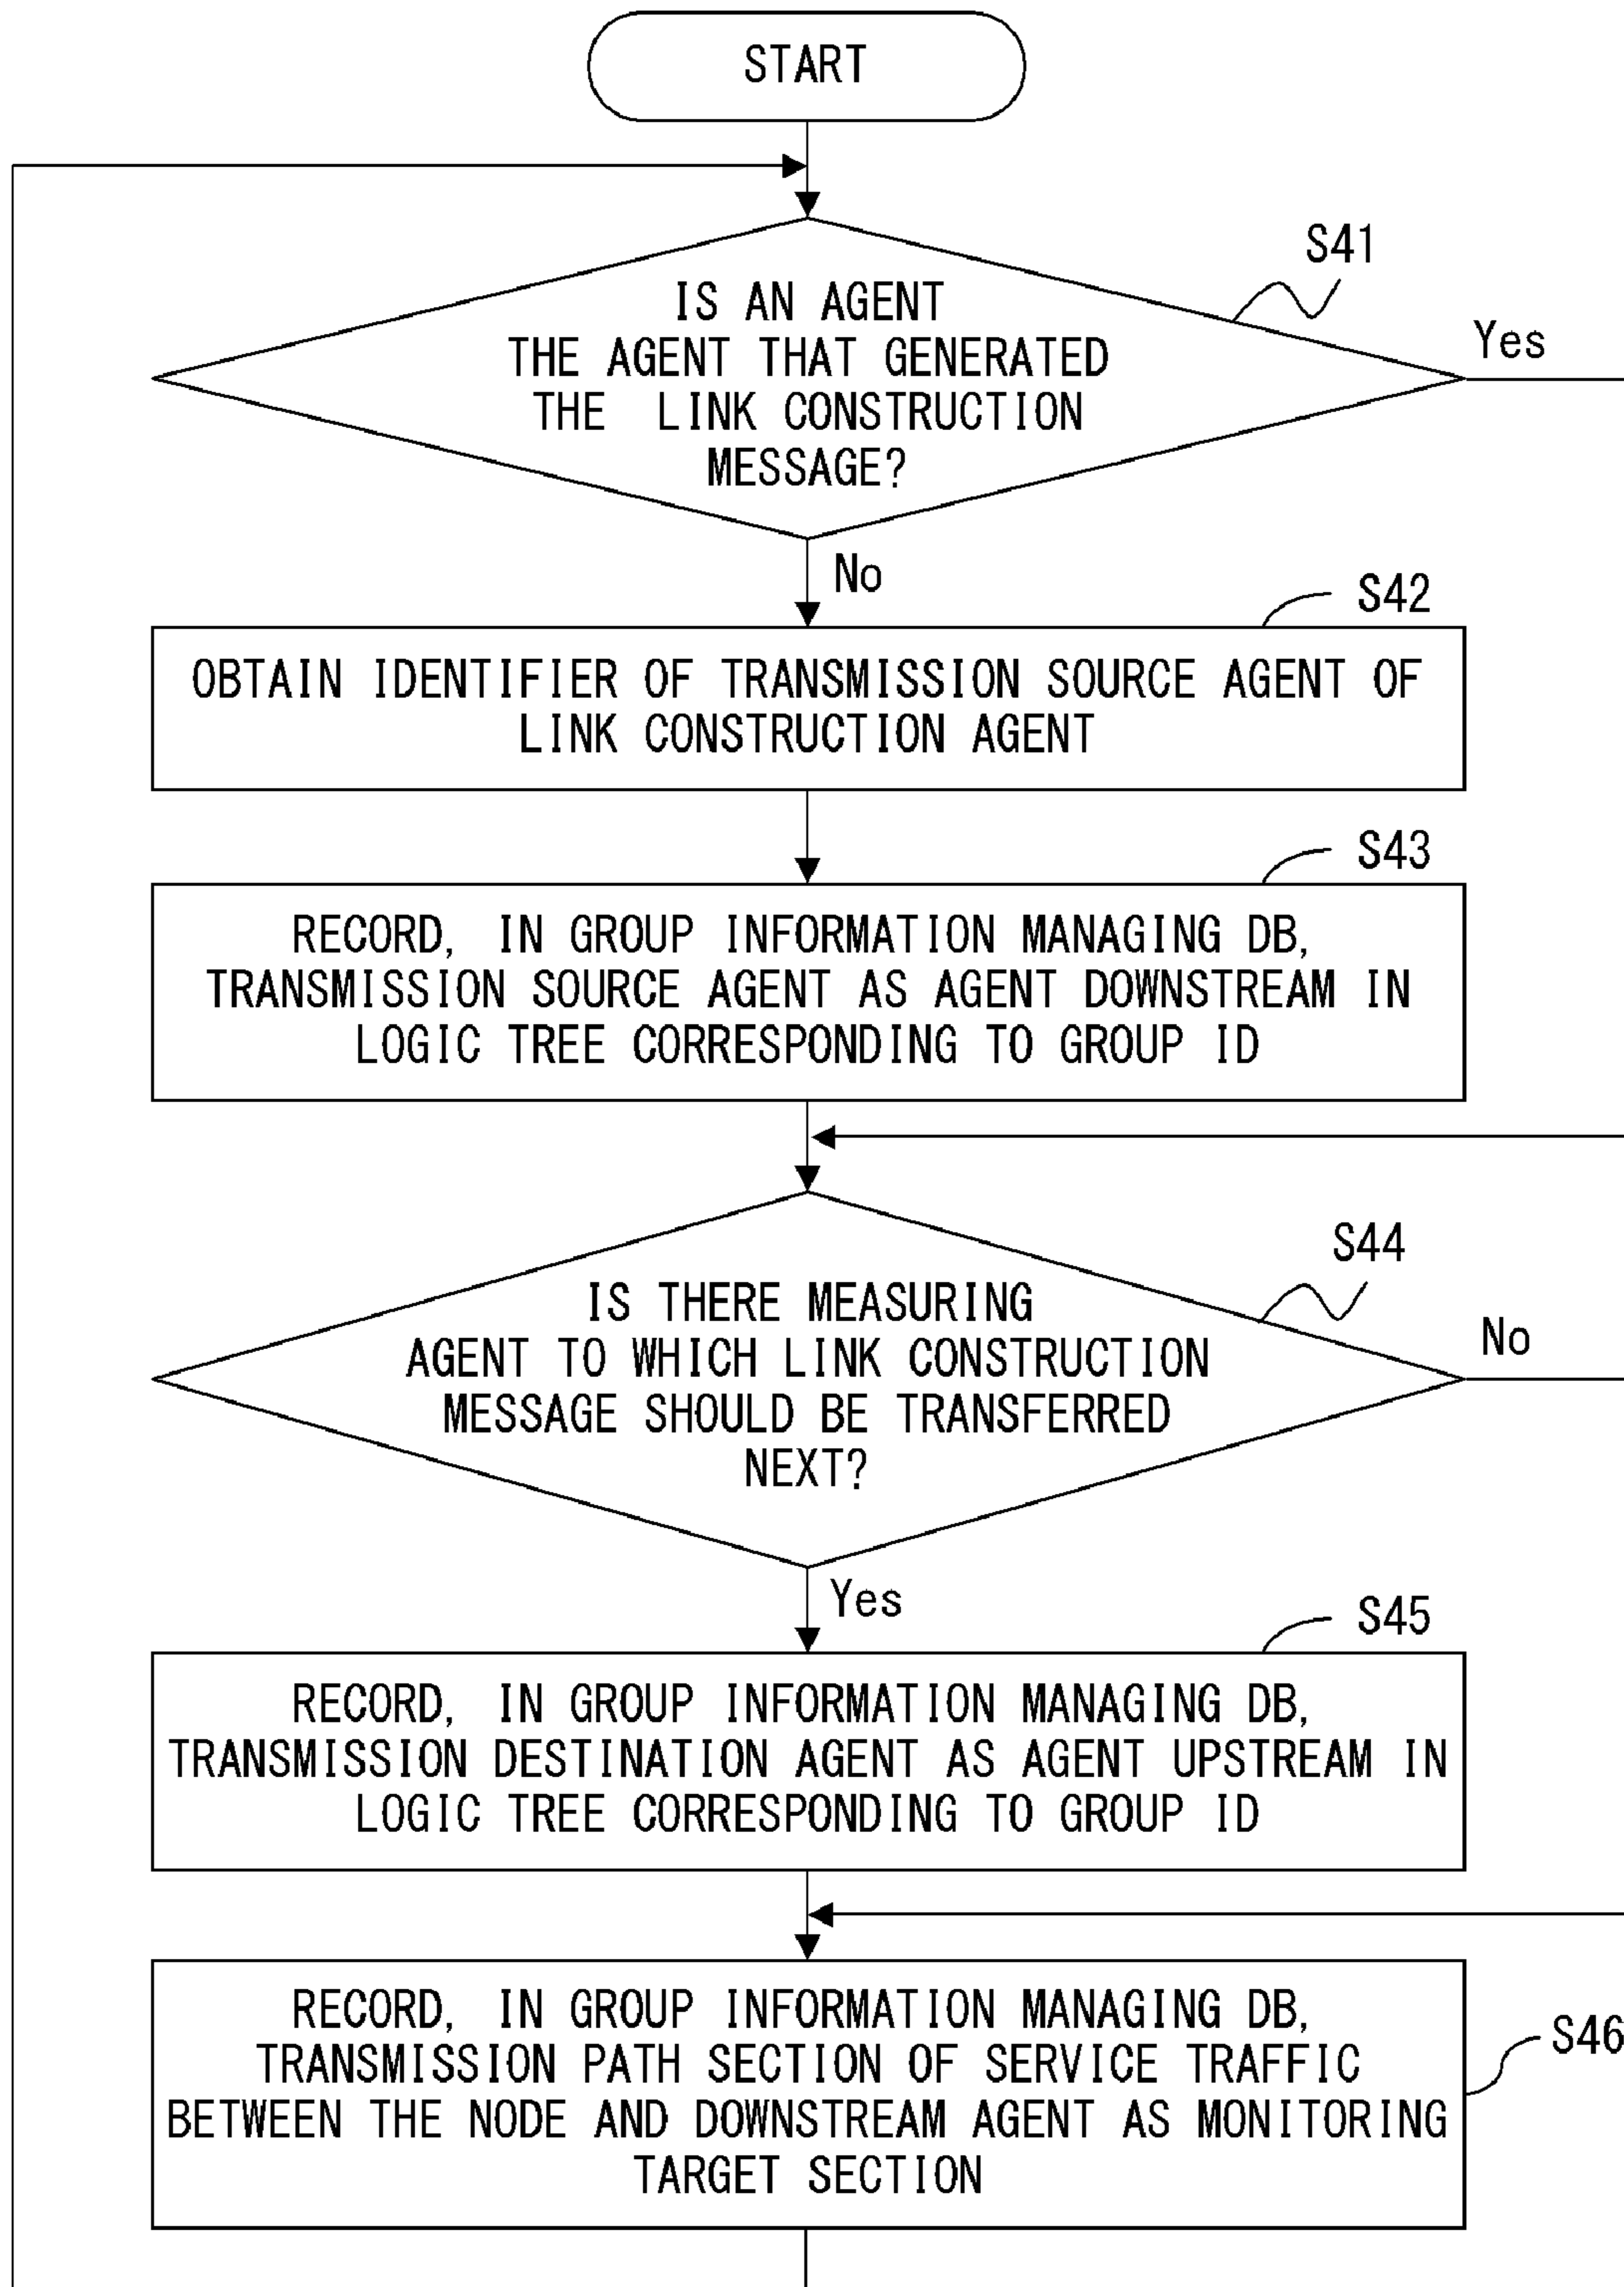 START
S41
IS AN AGENT
THE AGENT THAT GENERATED
THE LINK CONSTRUCTION
MESSAGE?
Yes
No
S42
OBTAIN IDENTIFIER OF TRANSMISSION SOURCE AGENT OF
LINK CONSTRUCTION AGENT
S43
RECORD, IN GROUP INFORMATION MANAGING DB,
TRANSMISSION SOURCE AGENT AS AGENT DOWNSTREAM IN
LOGIC TREE CORRESPONDING TO GROUP ID
S44
IS THERE MEASURING
AGENT TO WHICH LINK CONSTRUCTION
MESSAGE SHOULD BE TRANSFERRED
NEXT?
No
Yes
S45
RECORD, IN GROUP INFORMATION MANAGING DB,
TRANSMISSION DESTINATION AGENT AS AGENT UPSTREAM IN
LOGIC TREE CORRESPONDING TO GROUP ID
RECORD, IN GROUP INFORMATION MANAGING DB,
TRANSMISSION PATH SECTION OF SERVICE TRAFFIC
BETWEEN THE NODE AND DOWNSTREAM AGENT AS MONITORING
TARGET SECTION
S46